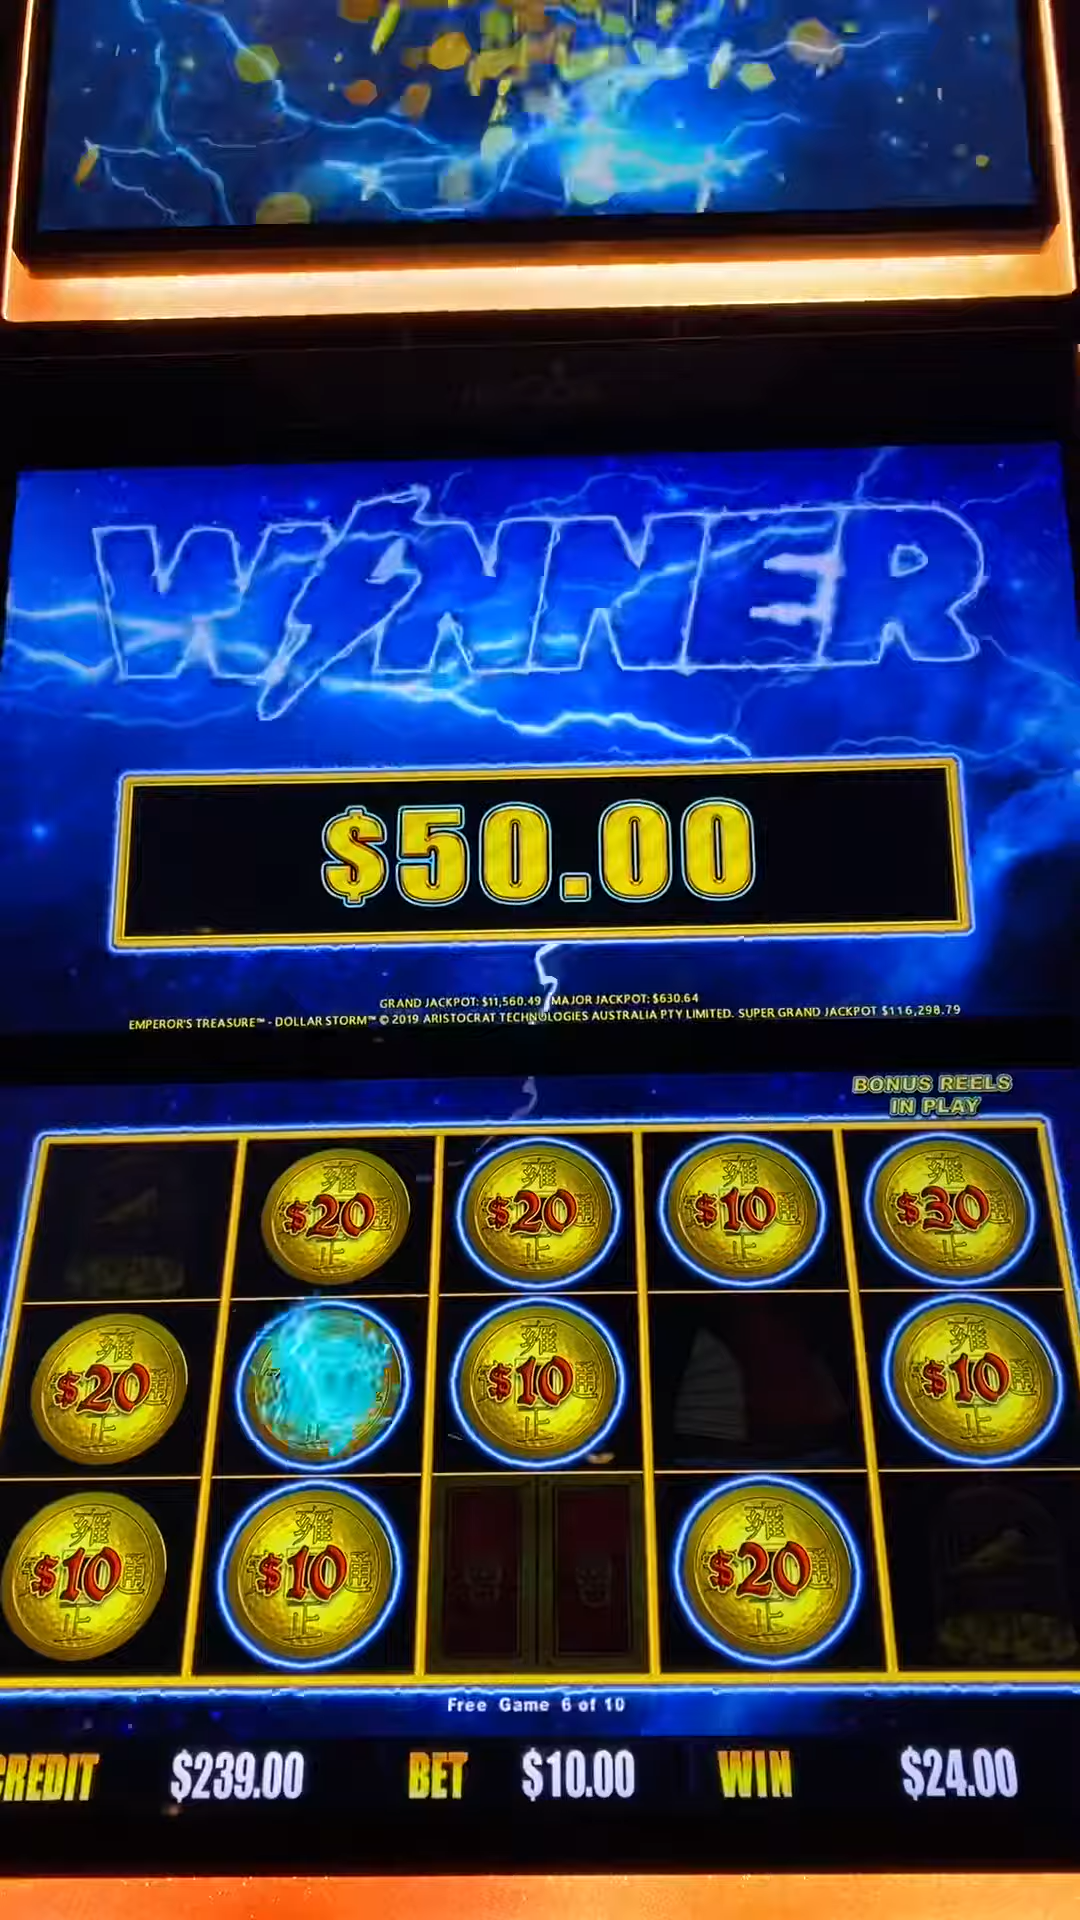 WINNER
$50.00
GRAND JACKPOT: $11,560.49 MAJOR JACKPOT: $630.64
EMPEROR'S TREASURE™ - DOLLAR STORM™ © 2019 ARISTOCRAT TECHNOLOGIES AUSTRALIA PTY LIMITED. SUPER GRAND JACKPOT $116,298.79
BONUS REELS
IN PLAY
$20 $20 $10 $30
$20 $10 $10
$10 $10 $20
Free Game 6 of 10
CREDIT $239.00 BET $10.00 WIN $24.00